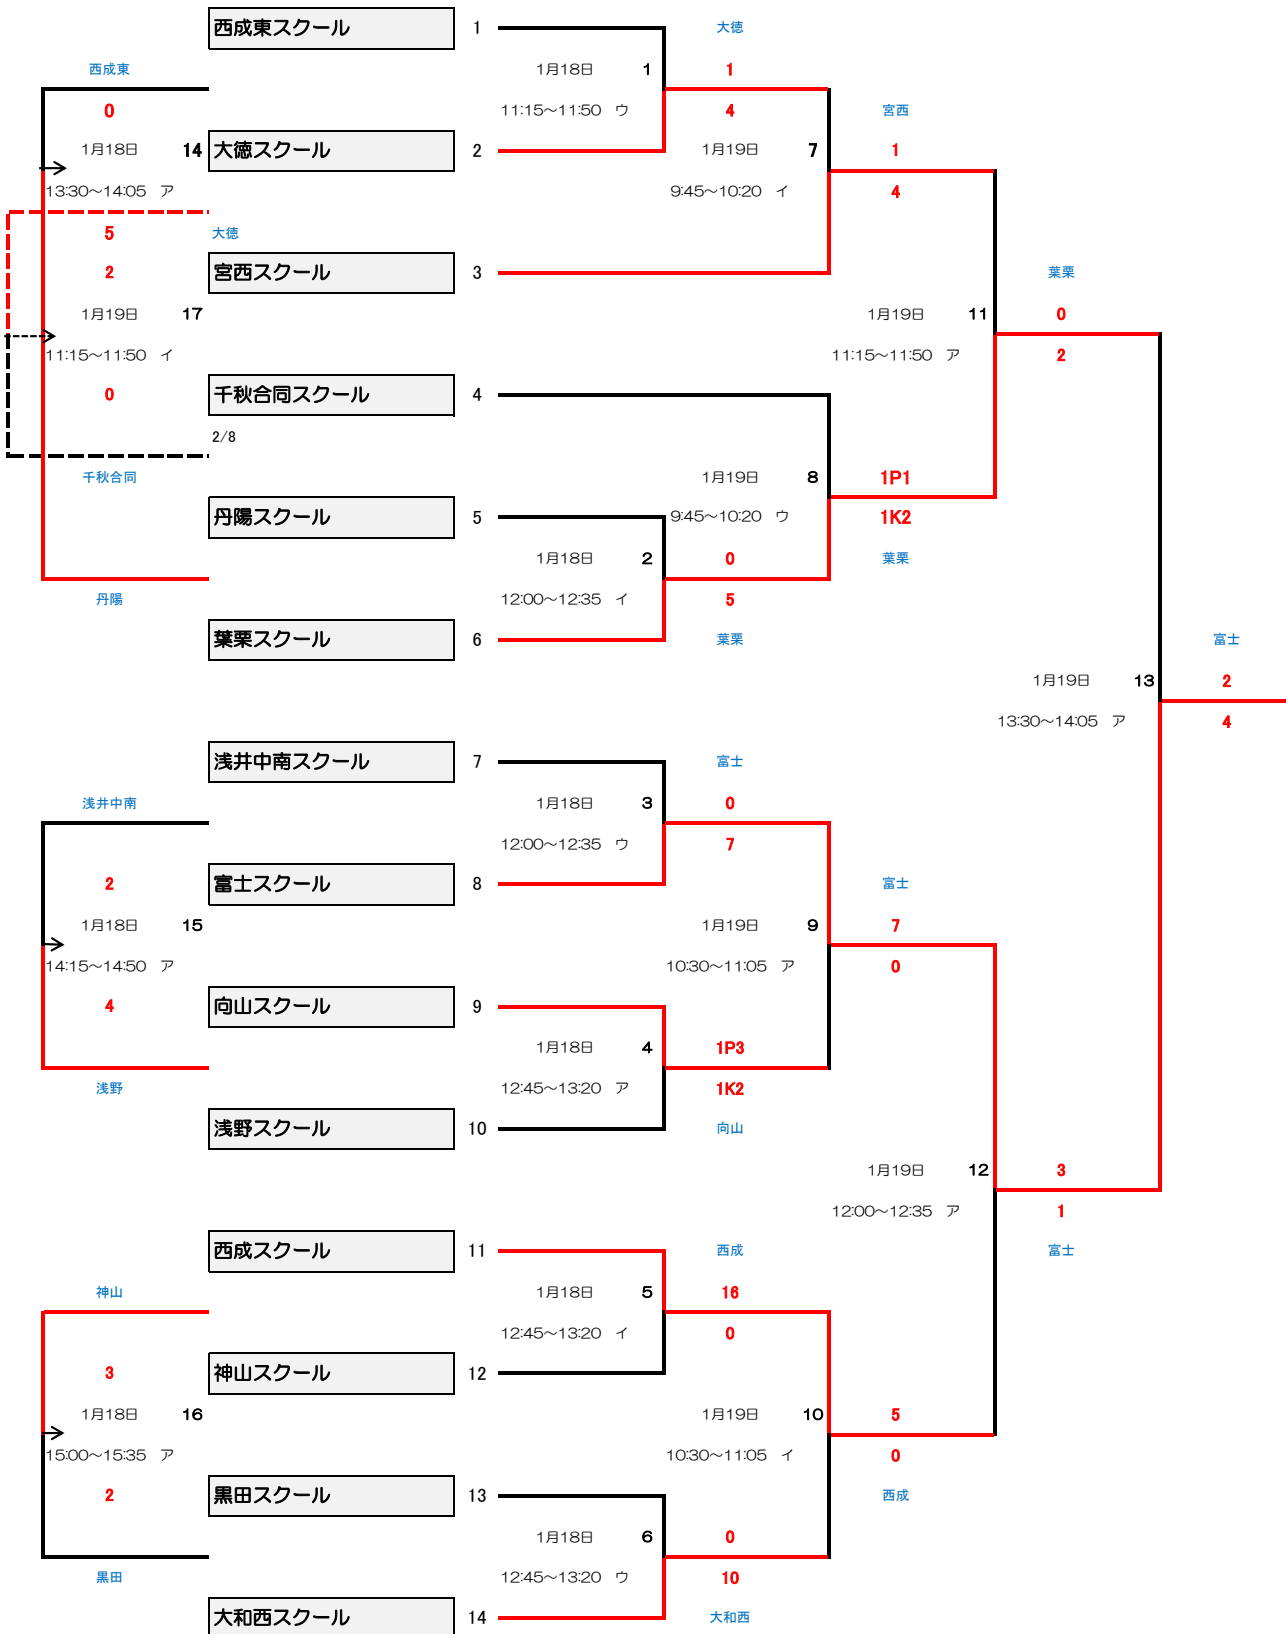 西成東スクール 1 大徳
西成東 1月18日 1 1
0 11:15～11:50 ウ 4 宮西
1月18日 14 大徳スクール 2 1月19日 7 1
13:30～14:05 ア 9:45～10:20 イ 4
5 大徳
2 宮西スクール 3 葉栗
1月19日 17 1月19日 11 0
11:15～11:50 イ 11:15～11:50 ア 2
0 千秋合同スクール 4
2/8
千秋合同 1月19日 8 1P1
丹陽スクール 5 9:45～10:20 ウ 1K2
1月18日 2 0 葉栗
丹陽 12:00～12:35 イ 5
葉栗スクール 6 葉栗 富士
1月19日 13 2
13:30～14:05 ア 4
浅井中南スクール 7 富士
浅井中南 1月18日 3 0
12:00～12:35 ウ 7
2 富士スクール 8 富士
1月18日 15 1月19日 9 7
14:15～14:50 ア 10:30～11:05 ア 0
4 向山スクール 9
1月18日 4 1P3
浅野 12:45～13:20 ア 1K2
浅野スクール 10 向山
1月19日 12 3
12:00～12:35 ア 1
西成スクール 11 西成 富士
神山 1月18日 5 16
12:45～13:20 イ 0
3 神山スクール 12
1月18日 16 1月19日 10 5
15:00～15:35 ア 10:30～11:05 イ 0
2 黒田スクール 13 西成
1月18日 6 0
黒田 12:45～13:20 ウ 10
大和西スクール 14 大和西